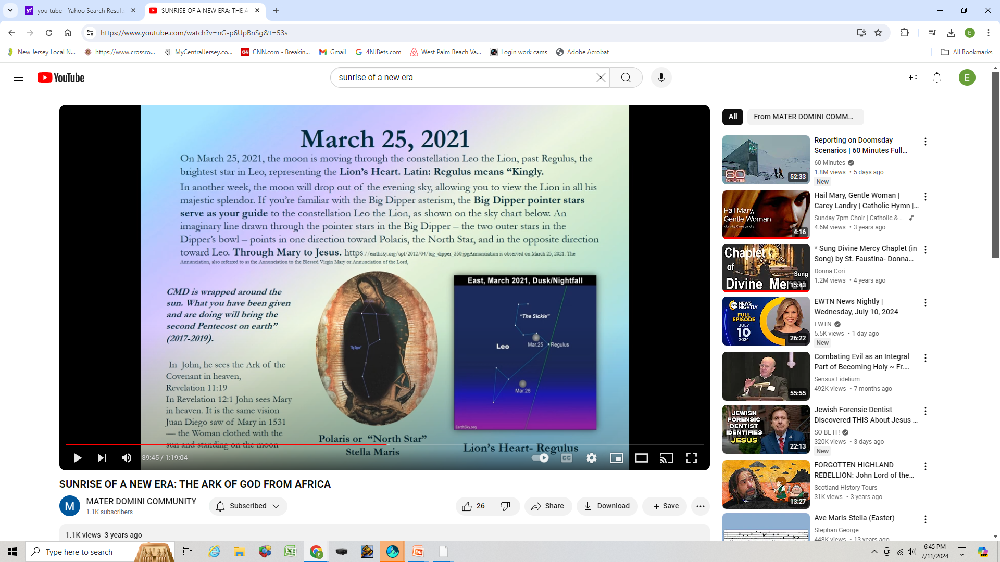 you tube - Yahoo Search Result
SUNRISE OF A NEW ERA: THE A
https://www.youtube.com/watch?v=nG-p6UpBnSg&t=53s
E
New Jersey Local N...
https://www.crossro...
MyCentralJersey.co...
CNN.com - Breakin...
Gmail
4NJBets.com
West Palm Beach Va...
Login work cams
Adobe Acrobat
All Bookmarks
YouTube
sunrise of a new era
E
March 25, 2021
On March 25, 2021, the moon is moving through the constellation Leo the Lion, past Regulus, the
brightest star in Leo, representing the Lion's Heart. Latin: Regulus means "Kingly.
In another week, the moon will drop out of the evening sky, allowing you to view the Lion in all his
majestic splendor. If you're familiar with the Big Dipper asterism, the Big Dipper pointer stars
serve as your guide to the constellation Leo the Lion, as shown on the sky chart below. An
imaginary line drawn through the pointer stars in the Big Dipper – the two outer stars in the
Dipper's bowl – points in one direction toward Polaris, the North Star, and in the opposite direction
toward Leo. Through Mary to Jesus. https://earthsky.org/upl/2012/04/big_dipper_350.jpgAnnunciation is observed on March 25, 2021. The
Annunciation, also referred to as the Annunciation to the Blessed Virgin Mary or Annunciation of the Lord,
CMD is wrapped around the
sun. What you have been given
and are doing will bring the
second Pentecost on earth"
(2017-2019).
In John, he sees the Ark of the
Covenant in heaven,
Revelation 11:19
In Revelation 12:1 John sees Mary
in heaven. It is the same vision
Juan Diego saw of Mary in 1531
— the Woman clothed with the
sun and standing on the moon
"Big Dipper"
Polaris or "North Star"
Stella Maris
East, March 2021, Dusk/Nightfall
"The Sickle"
Leo
Mar.25
Regulus
Mar.26
EarthSky.org
Lion's Heart- Regulus
39:45 / 1:19:04
CC
SUNRISE OF A NEW ERA: THE ARK OF GOD FROM AFRICA
M
MATER DOMINI COMMUNITY
1.1K subscribers
Subscribed
26
Share
Download
Save
1.1K views 3 years ago
All
From MATER DOMINI COMM...
60 MINUTES
52:33
Reporting on Doomsday
Scenarios | 60 Minutes Full...
60 Minutes
1.8M views • 5 days ago
New
Hail Mary,
Gentle Woman
Music by Carey Landry
4:16
Hail Mary, Gentle Woman |
Carey Landry | Catholic Hymn |...
Sunday 7pm Choir | Catholic & ...
4.6M views • 3 years ago
Chaplet
of
Sung
Divine Mercy
15:43
* Sung Divine Mercy Chaplet (in
Song) by St. Faustina- Donna...
Donna Cori
1.2M views • 4 years ago
EWTN
NEWS
NIGHTLY
FULL
EPISODE
JULY
10
2024
26:22
EWTN News Nightly |
Wednesday, July 10, 2024
EWTN
5.5K views • 1 day ago
New
55:55
Combating Evil as an Integral
Part of Becoming Holy ~ Fr....
Sensus Fidelium
492K views • 7 months ago
JEWISH
FORENSIC
DENTIST
IDENTIFIES
JESUS
22:13
Jewish Forensic Dentist
Discovered THIS About Jesus ...
SO BE IT!
320K views • 3 days ago
New
13:27
FORGOTTEN HIGHLAND
REBELLION: John Lord of the...
Scotland History Tours
31K views • 3 years ago
Ave Maris Stella (Easter)
Stephan George
448K views • 13 years ago
Type here to search
6:45 PM
7/11/2024
PRE